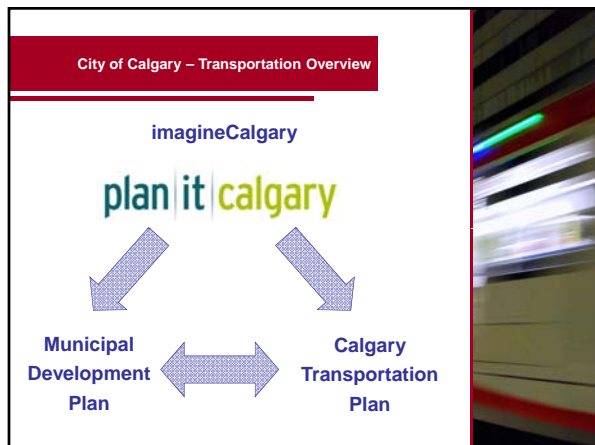 City of Calgary – Transportation Overview
imagineCalgary
plan|it|calgary
Municipal
Development
Plan
Calgary
Transportation
Plan